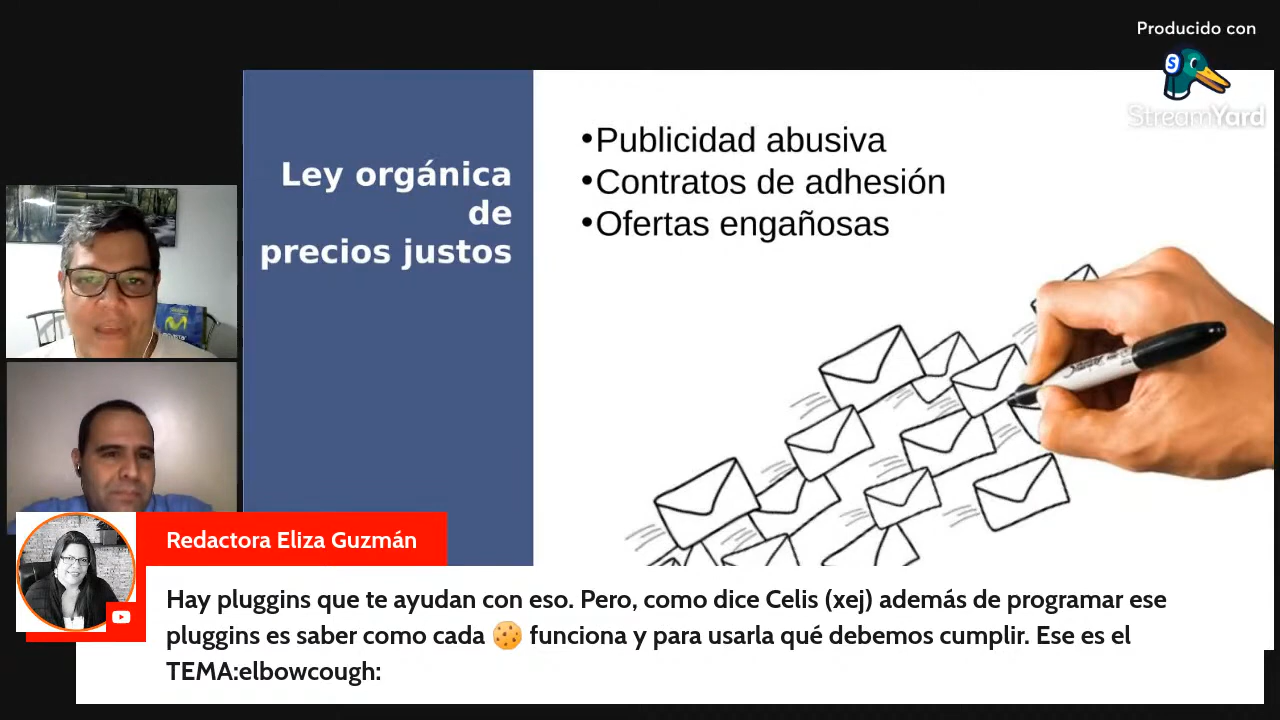 Producido con
StreamYard
Ley orgánica
de
precios justos
•Publicidad abusiva
•Contratos de adhesión
•Ofertas engañosas
Redactora Eliza Guzmán
Hay pluggins que te ayudan con eso. Pero, como dice Celis (xej) además de programar ese
pluggins es saber como cada 🍪 funciona y para usarla qué debemos cumplir. Ese es el
TEMA:elbowcough: